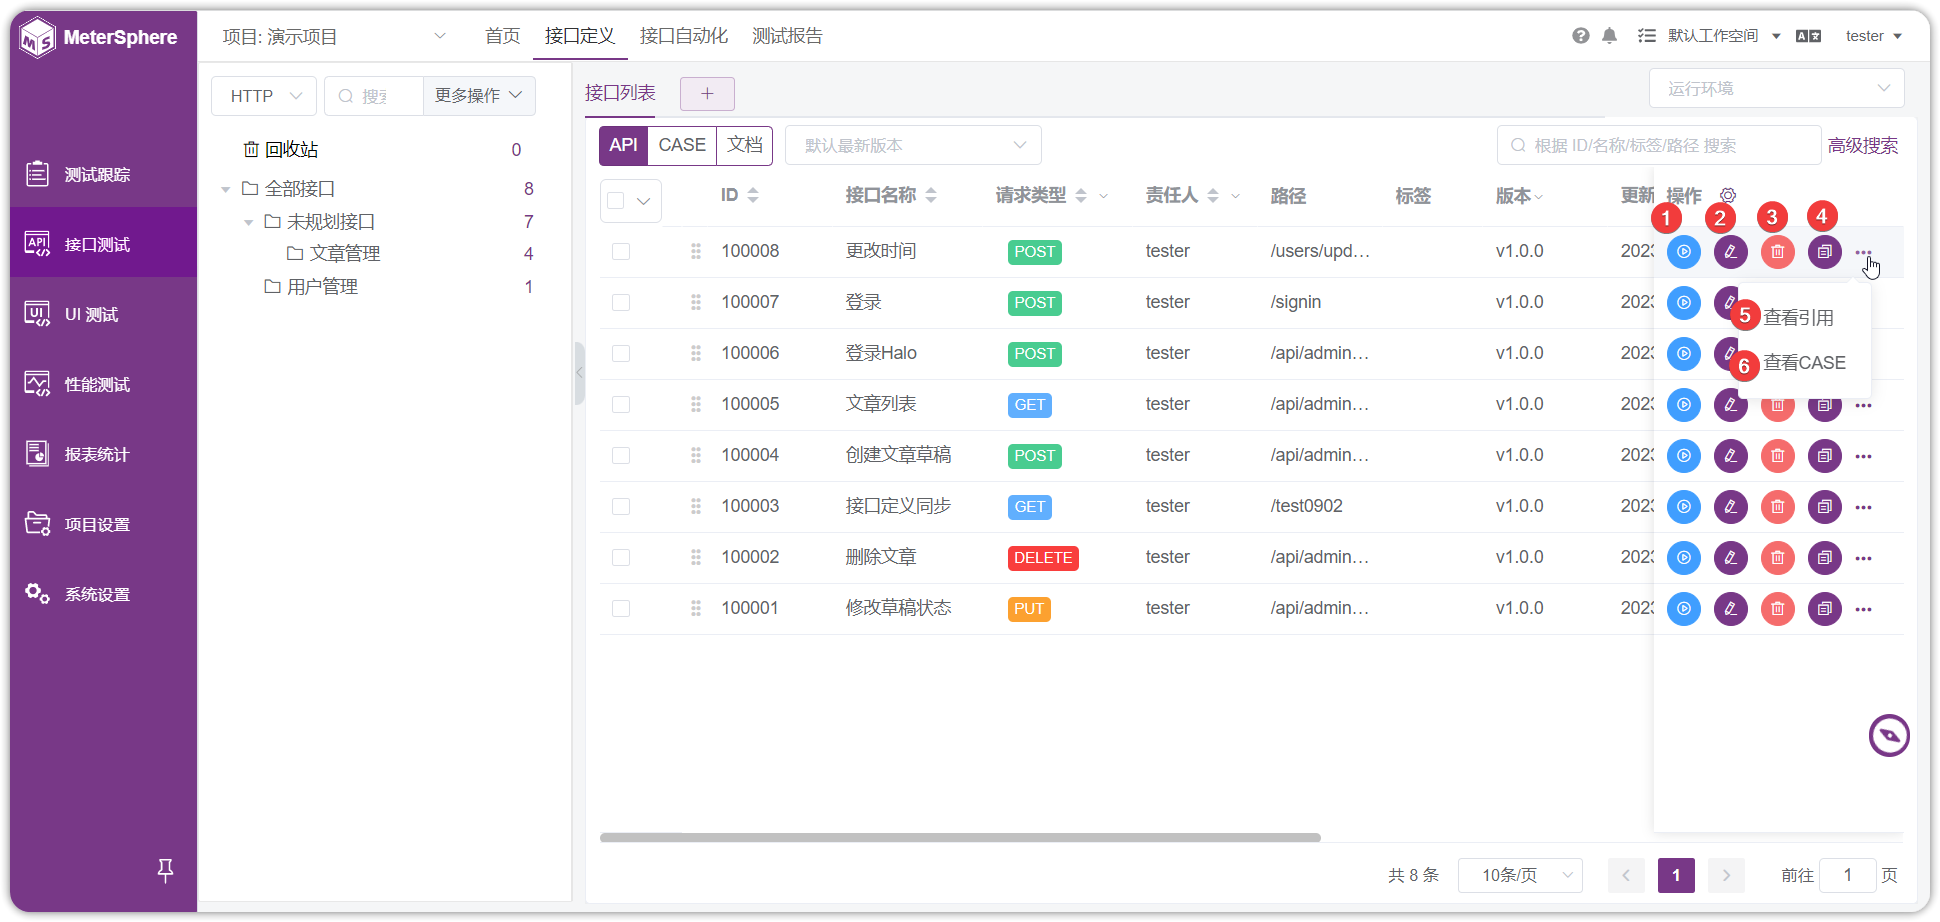 MeterSphere
项目: 演示项目
首页 接口定义 接口自动化 测试报告
默认工作空间
tester
测试跟踪
接口测试
UI 测试
性能测试
报表统计
项目设置
系统设置
HTTP
更多操作
回收站 0
全部接口 8
未规划接口 7
文章管理 4
用户管理 1
接口列表 +
运行环境
API CASE 文档
默认最新版本
根据 ID/名称/标签/路径 搜索
高级搜索
ID 接口名称 请求类型 责任人 路径 标签 版本 更新 操作
1 2 3 4
100008 更改时间 POST tester /users/upd... v1.0.0 2023
100007 登录 POST tester /signin v1.0.0 2023
5 查看引用
100006 登录Halo POST tester /api/admin... v1.0.0 2023
6 查看CASE
100005 文章列表 GET tester /api/admin... v1.0.0 2023
100004 创建文章草稿 POST tester /api/admin... v1.0.0 2023
100003 接口定义同步 GET tester /test0902 v1.0.0 2023
100002 删除文章 DELETE tester /api/admin... v1.0.0 2023
100001 修改草稿状态 PUT tester /api/admin... v1.0.0 2023
共 8 条 10条/页 1 前往 1 页